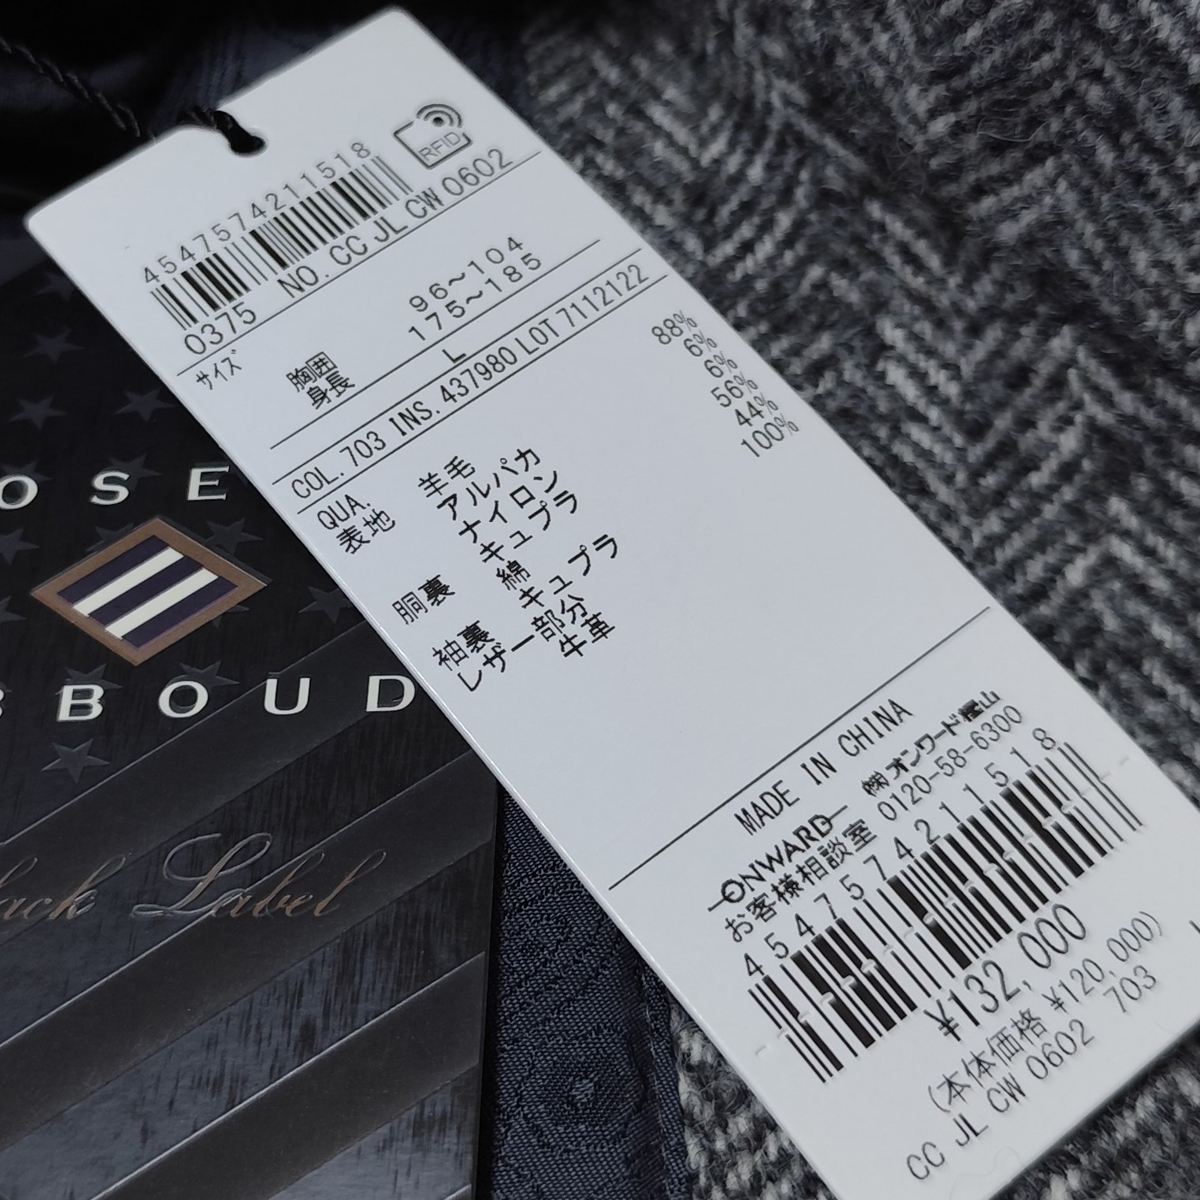 4547574211518
RFID
0375 NO. CC JL CW 0602
サイズ
胸囲 96~104
身長 175~185
L
COL. 703 INS. 437980 LOT 7112122
QUA.
表地 羊毛 88%
アルパカ 6%
ナイロン 6%
胴裏 キュプラ 56%
綿 44%
袖裏 キュプラ 100%
レザー部分
牛革
MADE IN CHINA
ONWARD ㈱オンワード樫山
お客様相談室 0120-58-6300
4547574211518
¥132,000
(本体価格 ¥120,000)
CC JL CW 0602 703
OSE
BBOUD
ack Label